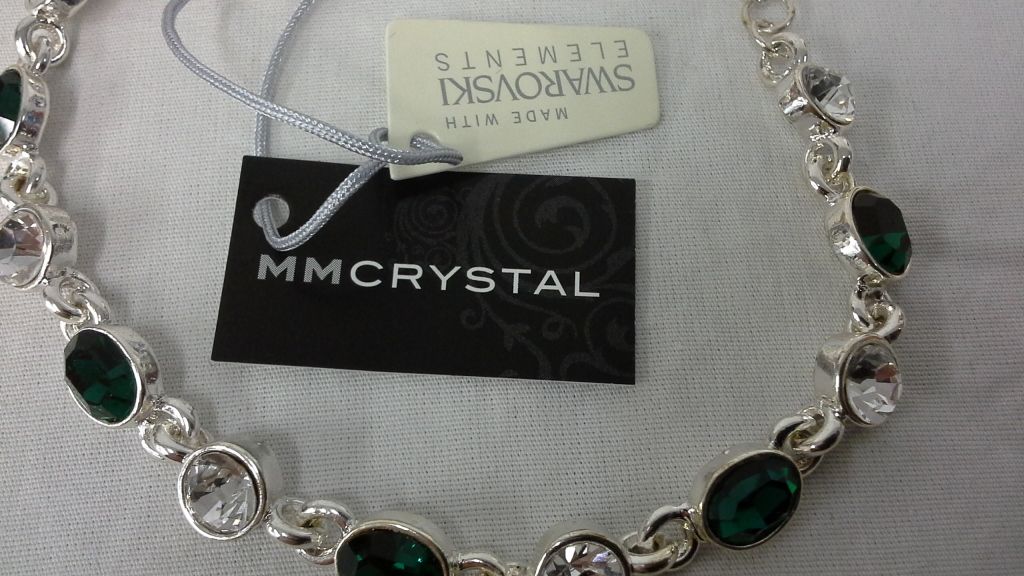 MADE WITH
SWAROVSKI
ELEMENTS
MMCRYSTAL